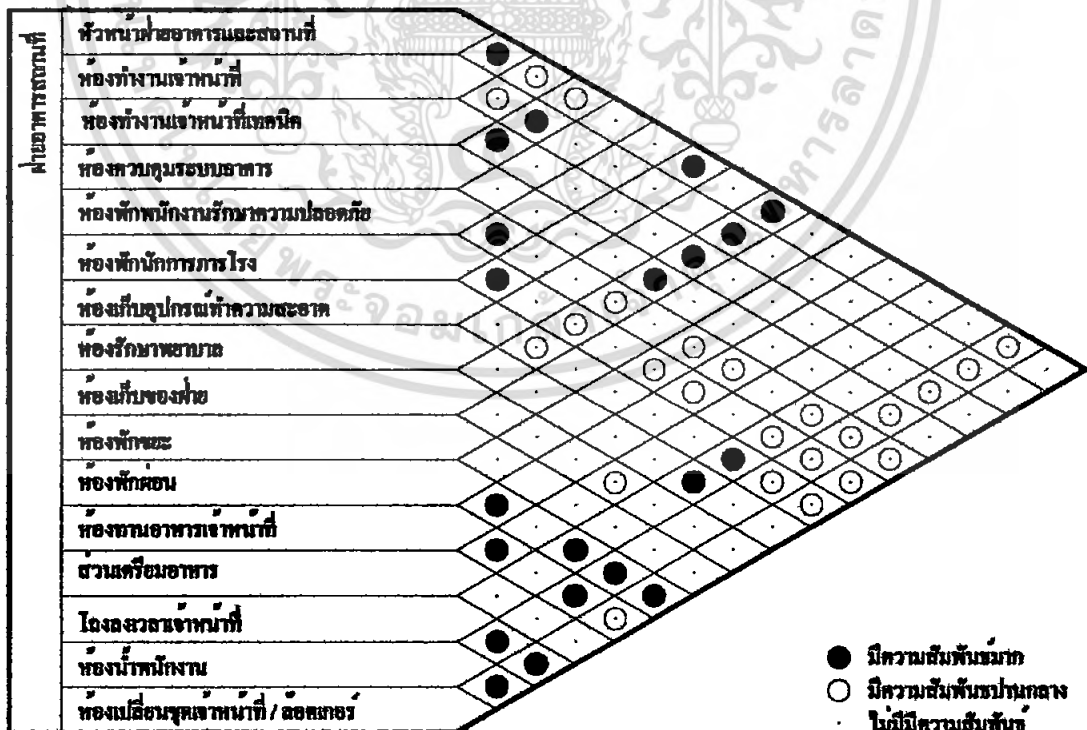 ฝ่ายอาคารสถานที่
หัวหน้าฝ่ายอาคารและสถานที่
ห้องทำงานเจ้าหน้าที่
ห้องทำงานเจ้าหน้าที่เทคนิค
ห้องควบคุมระบบอาคาร
ห้องพักพนักงานรักษาความปลอดภัย
ห้องพักนักการภารโรง
ห้องเก็บอุปกรณ์ทำความสะอาด
ห้องรักษาพยาบาล
ห้องเก็บของฝ่าย
ห้องพักขยะ
ห้องพักผ่อน
ห้องทานอาหารเจ้าหน้าที่
ส่วนเตรียมอาหาร
โถงลงเวลาเจ้าหน้าที่
ห้องน้ำพนักงาน
ห้องเปลี่ยนชุดเจ้าหน้าที่ / ล็อคเกอร์
มีความสัมพันธ์มาก
มีความสัมพันธ์ปานกลาง
ไม่มีมีความสัมพันธ์